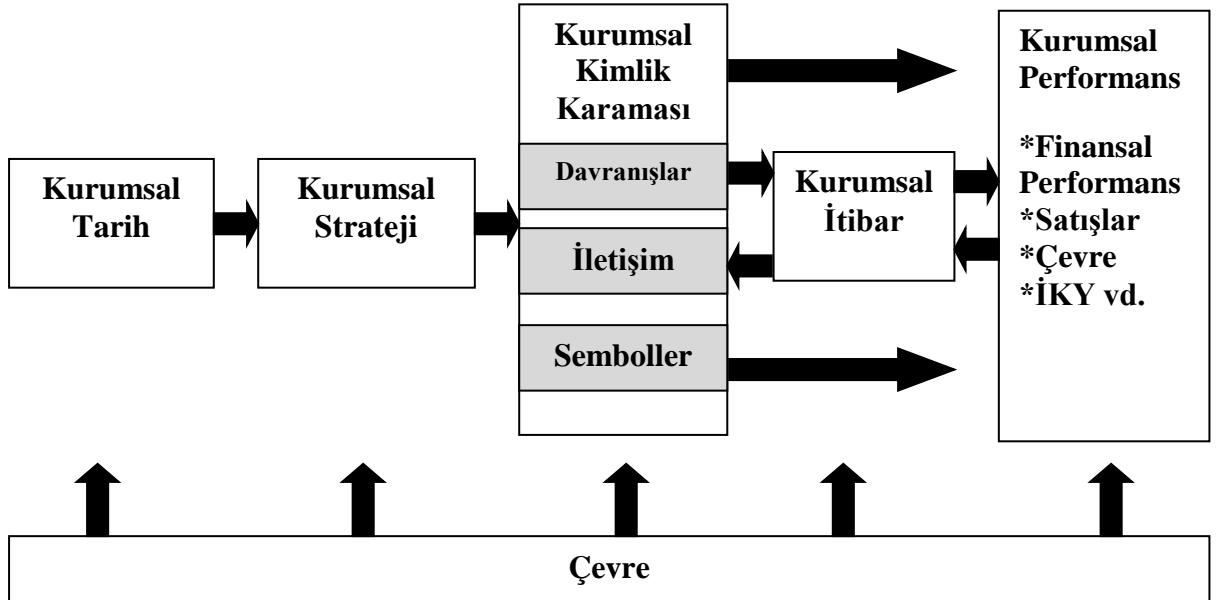 Kurumsal
Tarih
Kurumsal
Strateji
Kurumsal
Kimlik
Karaması
Davranışlar
İletişim
Semboller
Kurumsal
İtibar
Kurumsal
Performans
*Finansal
Performans
*Satışlar
*Çevre
*İKY vd.
Çevre